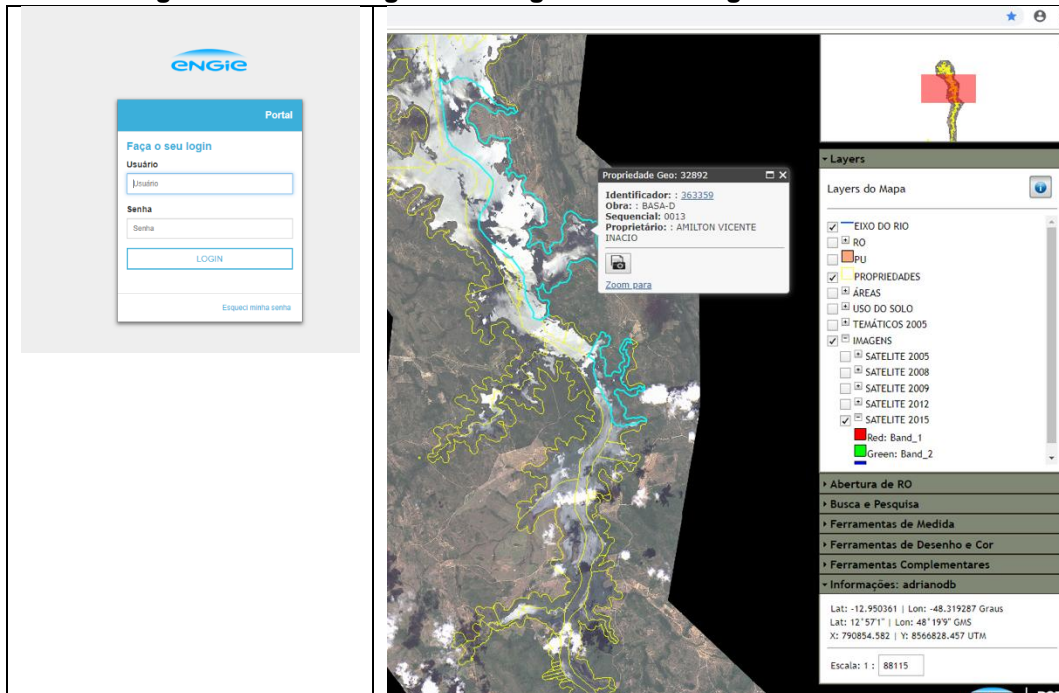 ENGIE
Portal
Faça o seu login
Usuário
Usuário
Senha
Senha
LOGIN
Esqueci minha senha
Propriedade Geo: 32892
Identificador: : 363359
Obra: : BASA-D
Sequencial: 0013
Proprietário: : AMILTON VICENTE
INACIO
Zoom para
Layers
Layers do Mapa
EIXO DO RIO
RO
PU
PROPRIEDADES
ÁREAS
USO DO SOLO
TEMÁTICOS 2005
IMAGENS
SATELITE 2005
SATELITE 2008
SATELITE 2009
SATELITE 2012
SATELITE 2015
Red: Band_1
Green: Band_2
Abertura de RO
Busca e Pesquisa
Ferramentas de Medida
Ferramentas de Desenho e Cor
Ferramentas Complementares
Informações: adrianodb
Lat: -12.950361 | Lon: -48.319287 Graus
Lat: 12°57'1" | Lon: 48°19'9" GMS
X: 790854.582 | Y: 8566828.457 UTM
Escala: 1 : 88115